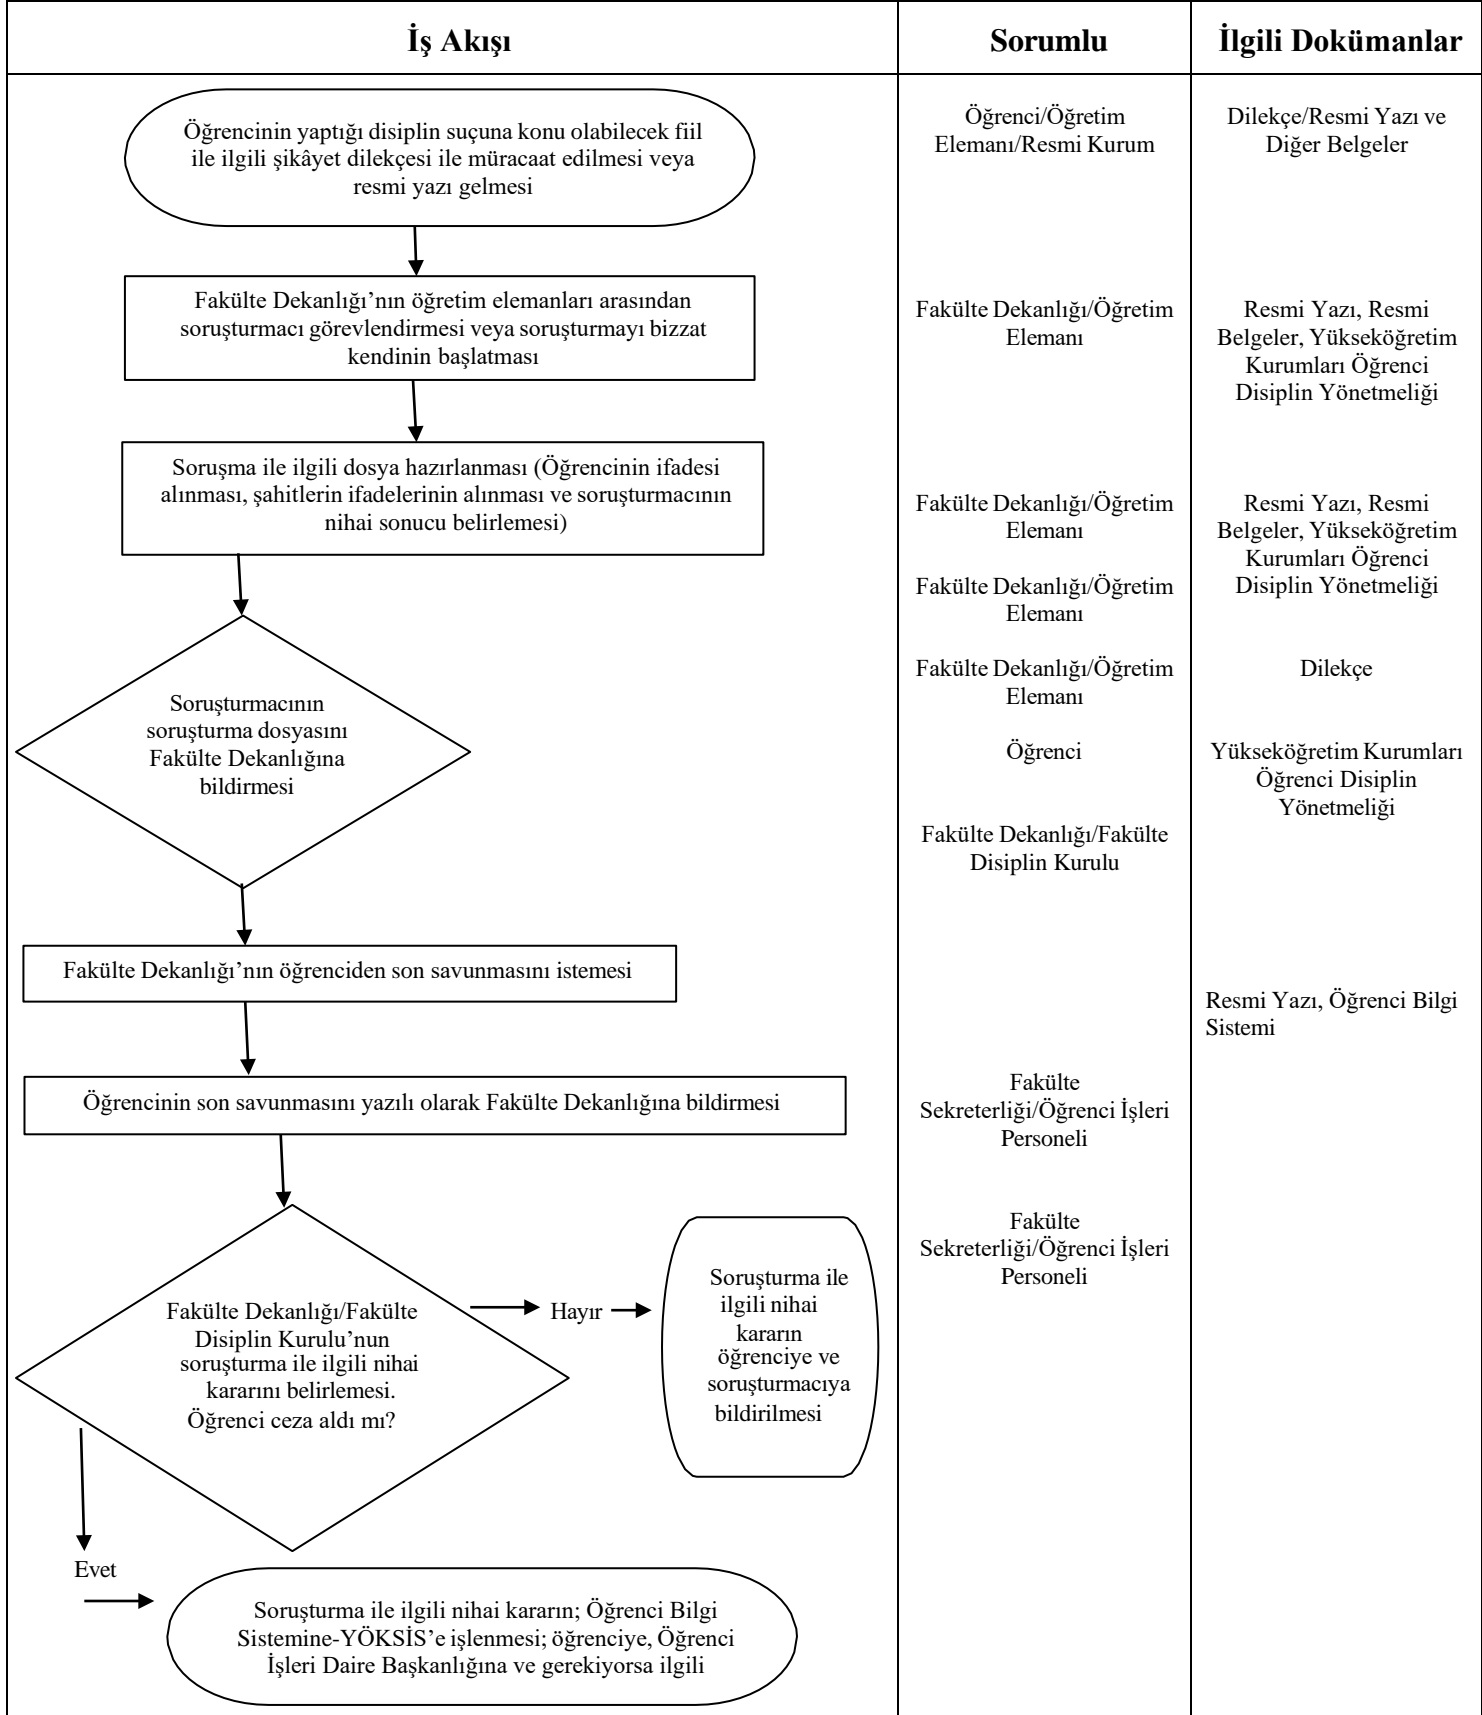 İş Akışı
Sorumlu
İlgili Dokümanlar
Öğrencinin yaptığı disiplin suçuna konu olabilecek fiil
ile ilgili şikâyet dilekçesi ile müracaat edilmesi veya
resmi yazı gelmesi
Öğrenci/Öğretim
Elemanı/Resmi Kurum
Dilekçe/Resmi Yazı ve
Diğer Belgeler
Fakülte Dekanlığı’nın öğretim elemanları arasından
soruşturmacı görevlendirmesi veya soruşturmayı bizzat
kendinin başlatması
Fakülte Dekanlığı/Öğretim
Elemanı
Resmi Yazı, Resmi
Belgeler, Yükseköğretim
Kurumları Öğrenci
Disiplin Yönetmeliği
Soruşma ile ilgili dosya hazırlanması (Öğrencinin ifadesi
alınması, şahitlerin ifadelerinin alınması ve soruşturmacının
nihai sonucu belirlemesi)
Fakülte Dekanlığı/Öğretim
Elemanı
Resmi Yazı, Resmi
Belgeler, Yükseköğretim
Kurumları Öğrenci
Disiplin Yönetmeliği
Fakülte Dekanlığı/Öğretim
Elemanı
Soruşturmacının
soruşturma dosyasını
Fakülte Dekanlığına
bildirmesi
Fakülte Dekanlığı/Öğretim
Elemanı
Dilekçe
Öğrenci
Yükseköğretim Kurumları
Öğrenci Disiplin
Yönetmeliği
Fakülte Dekanlığı/Fakülte
Disiplin Kurulu
Fakülte Dekanlığı’nın öğrenciden son savunmasını istemesi
Resmi Yazı, Öğrenci Bilgi
Sistemi
Öğrencinin son savunmasını yazılı olarak Fakülte Dekanlığına bildirmesi
Fakülte
Sekreterliği/Öğrenci İşleri
Personeli
Fakülte
Sekreterliği/Öğrenci İşleri
Personeli
Fakülte Dekanlığı/Fakülte
Disiplin Kurulu’nun
soruşturma ile ilgili nihai
kararını belirlemesi.
Öğrenci ceza aldı mı?
Hayır
Soruşturma ile
ilgili nihai
kararın
öğrenciye ve
soruşturmacıya
bildirilmesi
Evet
Soruşturma ile ilgili nihai kararın; Öğrenci Bilgi
Sistemine-YÖKSİS’e işlenmesi; öğrenciye, Öğrenci
İşleri Daire Başkanlığına ve gerekiyorsa ilgili